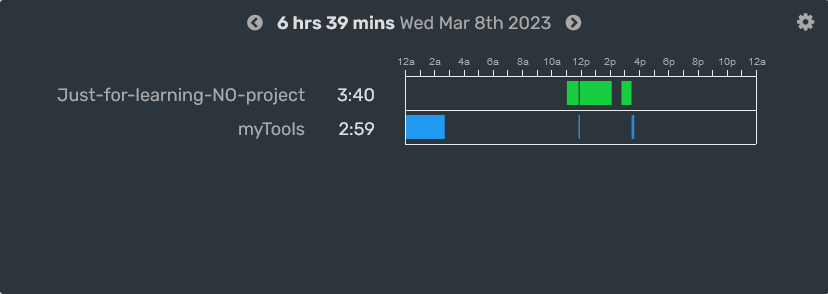 6 hrs 39 mins Wed Mar 8th 2023
12a 2a 4a 6a 8a 10a 12p 2p 4p 6p 8p 10p 12a
Just-for-learning-NO-project 3:40
myTools 2:59